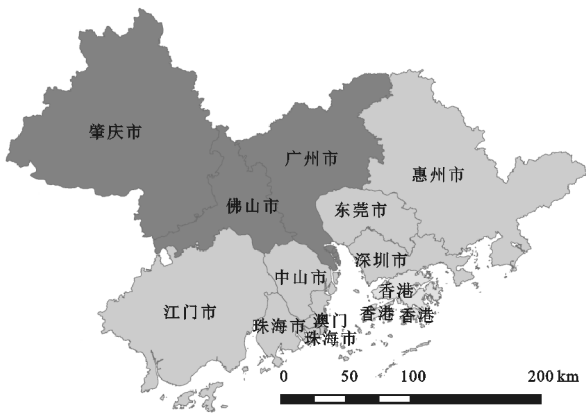 肇庆市
广州市
惠州市
佛山市
东莞市
深圳市
中山市
香港
江门市
香港
香港
珠海市
澳门
珠海市
0 50 100 200 km